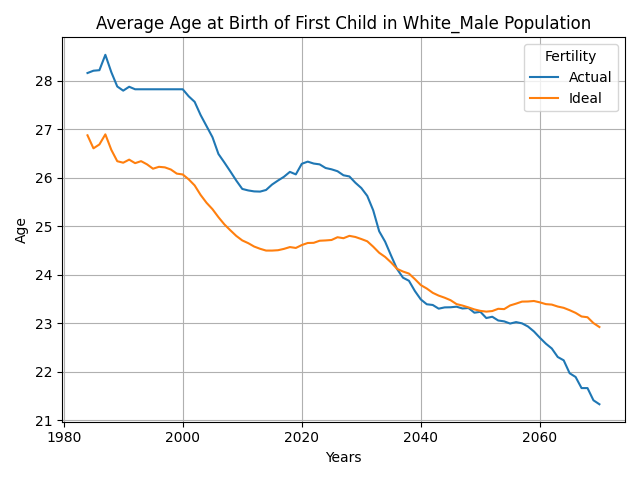 Average Age at Birth of First Child in White_Male Population
Fertility
Actual
Ideal
Age
28
27
26
25
24
23
22
21
1980
2000
2020
2040
2060
Years